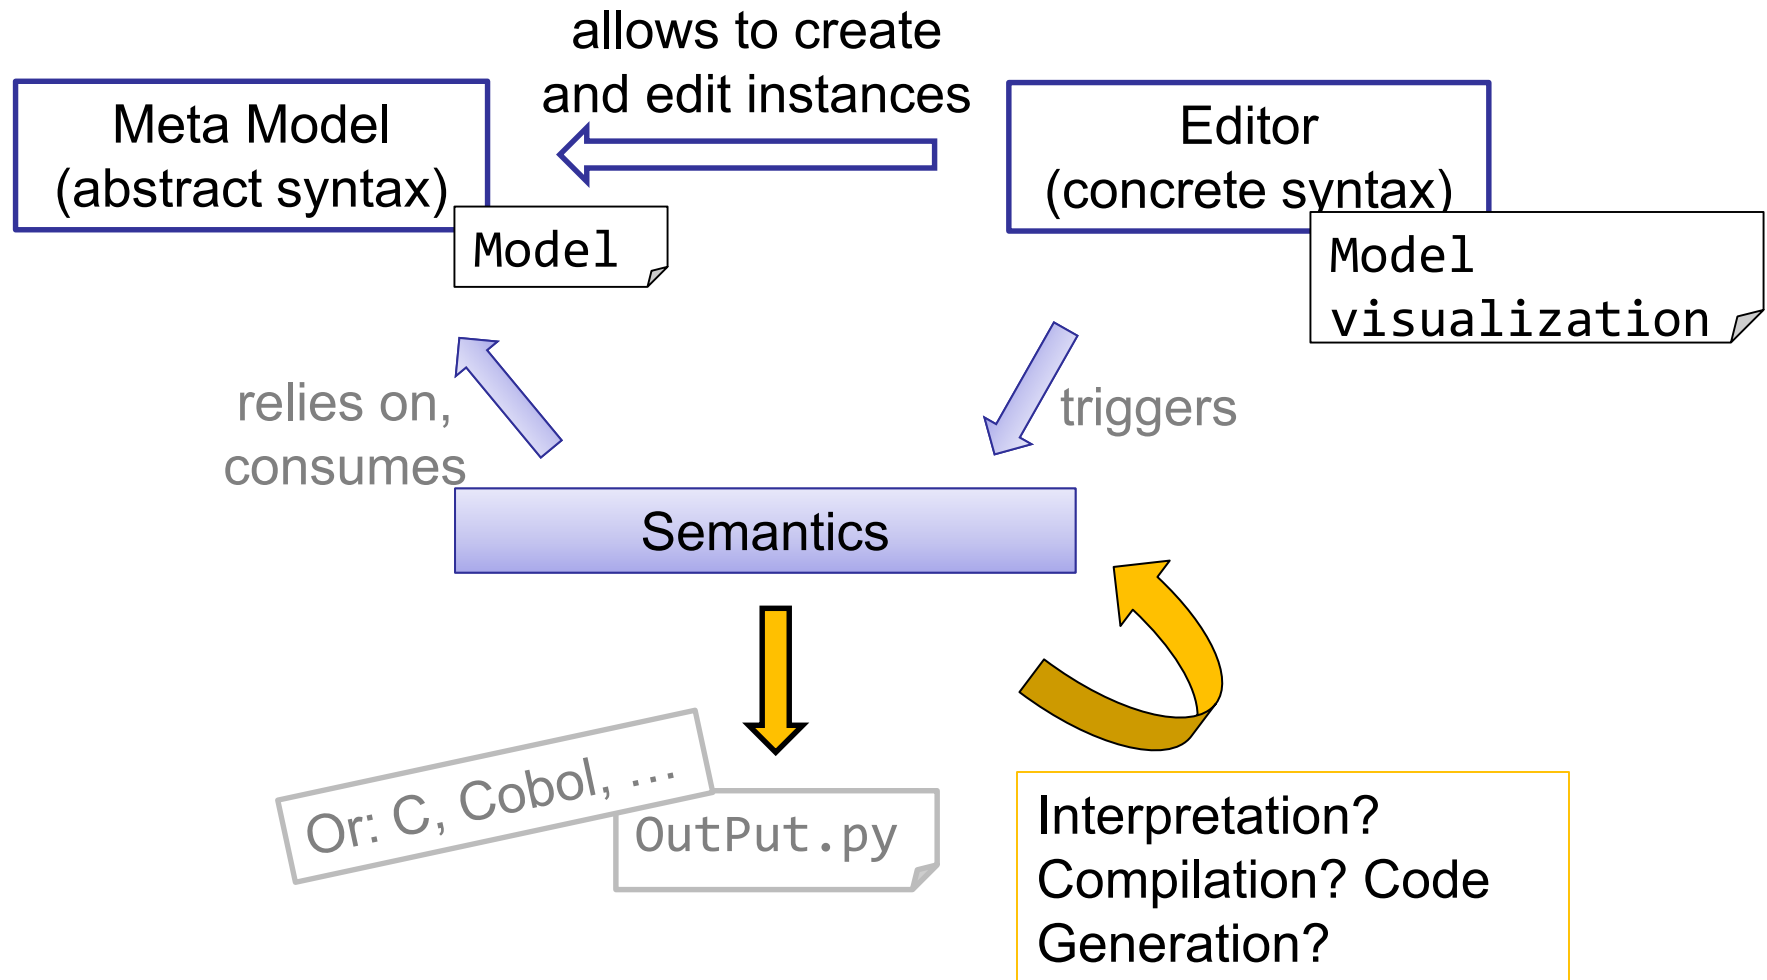 allows to create
and edit instances
Meta Model
(abstract syntax)
Model
Editor
(concrete syntax)
Model
visualization
relies on,
consumes
triggers
Semantics
Or: C, Cobol, …
OutPut.py
Interpretation?
Compilation? Code
Generation?